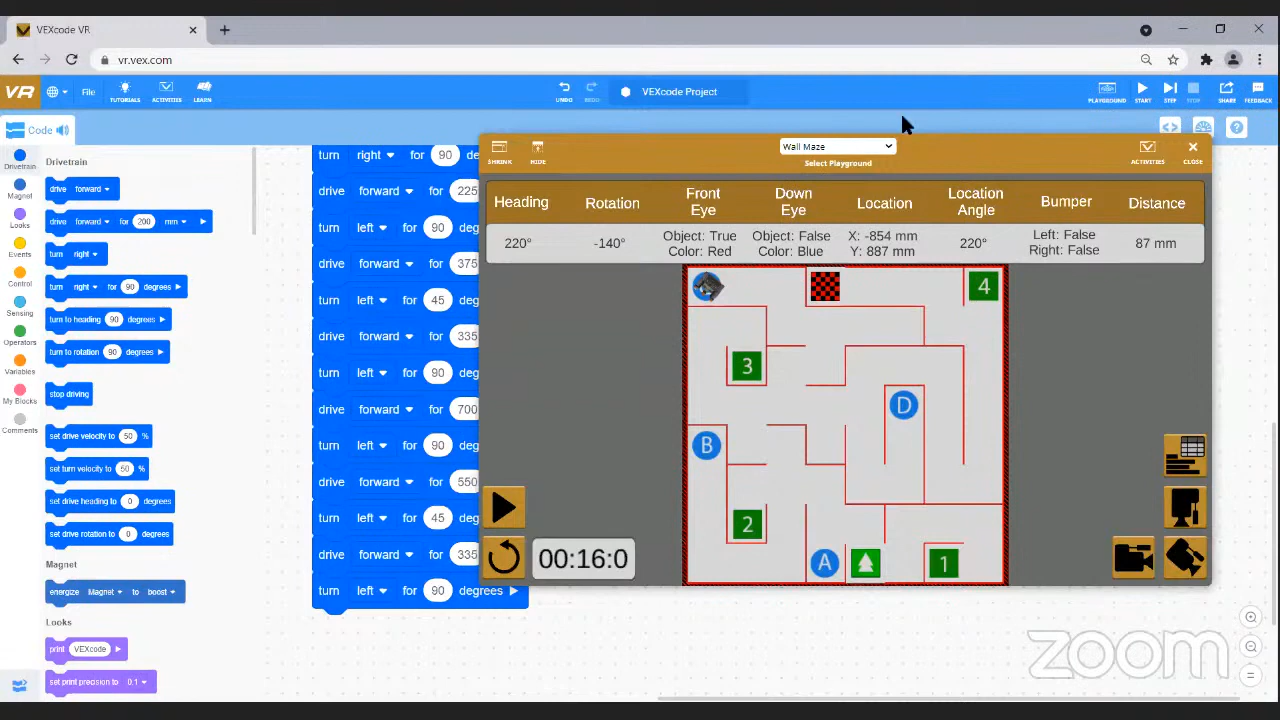 VEXcode VR
vr.vex.com
VR
File
TUTORIALS
ACTIVITIES
LEARN
UNDO
REDO
VEXcode Project
PLAYGROUND
START
STEP
STOP
SHARE
FEEDBACK
Code
Drivetrain
Magnet
Looks
Events
Control
Sensing
Operators
Variables
My Blocks
Comments
Drivetrain
drive forward
drive forward for 200 mm
turn right
turn right for 90 degrees
turn to heading 90 degrees
turn to rotation 90 degrees
stop driving
set drive velocity to 50 %
set turn velocity to 50 %
set drive heading to 0 degrees
set drive rotation to 0 degrees
Magnet
energize Magnet to boost
Looks
print VEXcode
set print precision to 0.1
turn right for 90 de
drive forward for 225
turn left for 90 deg
drive forward for 375
turn left for 45 deg
drive forward for 335
turn left for 90 deg
drive forward for 700
turn left for 90 deg
drive forward for 550
turn left for 45 deg
drive forward for 335
turn left for 90 degrees
SHRINK
HIDE
Wall Maze
Select Playground
ACTIVITIES
CLOSE
Heading Rotation Front Eye Down Eye Location Location Angle Bumper Distance
220° -140° Object: True Object: False X: -854 mm 220° Left: False 87 mm
Color: Red Color: Blue Y: 887 mm Right: False
4
3
D
B
2
A
1
00:16:0
zoom